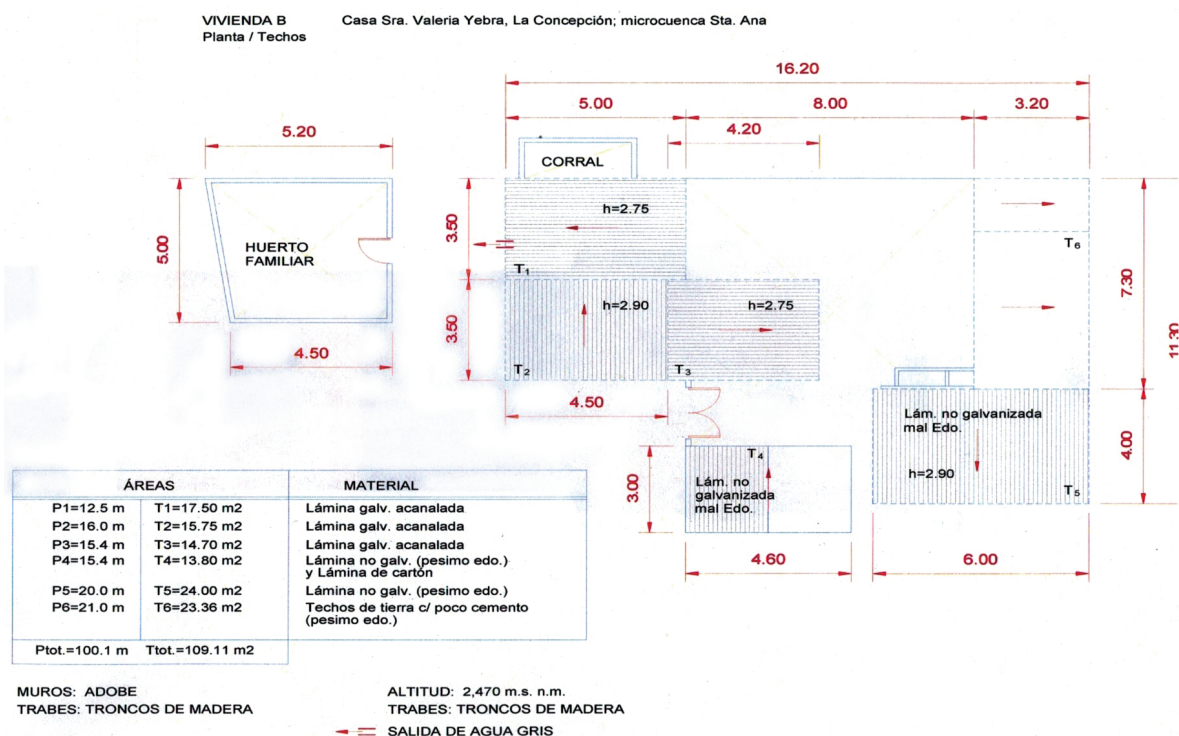 VIVIENDA B Casa Sra. Valeria Yebra, La Concepción; microcuenca Sta. Ana
Planta / Techos
16.20
5.00 8.00 3.20
5.20 4.20
CORRAL
h=2.75
3.50
5.00
HUERTO
FAMILIAR
T1
T6
7.30
11.30
h=2.90 h=2.75
3.50
4.50
T2 T3
4.50
Lám. no galvanizada
mal Edo.
h=2.90
T5
4.00
T4
Lám. no
galvanizada
mal Edo.
3.00
4.60 6.00
ÁREAS MATERIAL
P1=12.5 m T1=17.50 m2 Lámina galv. acanalada
P2=16.0 m T2=15.75 m2 Lámina galv. acanalada
P3=15.4 m T3=14.70 m2 Lámina galv. acanalada
P4=15.4 m T4=13.80 m2 Lámina no galv. (pesimo edo.)
y Lámina de cartón
P5=20.0 m T5=24.00 m2 Lámina no galv. (pesimo edo.)
P6=21.0 m T6=23.36 m2 Techos de tierra c/ poco cemento
(pesimo edo.)
Ptot.=100.1 m Ttot.=109.11 m2
MUROS: ADOBE ALTITUD: 2,470 m.s. n.m.
TRABES: TRONCOS DE MADERA TRABES: TRONCOS DE MADERA
SALIDA DE AGUA GRIS